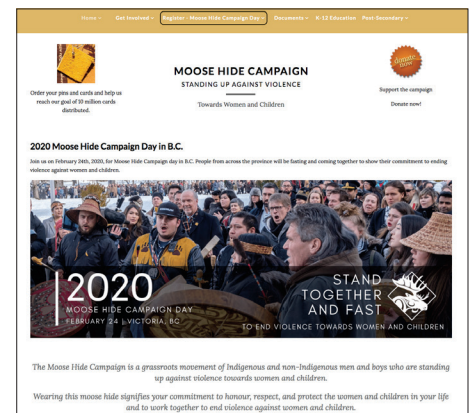 Home Get Involved Register - Moose Hide Campaign Day Documents K-12 Education Post-Secondary
Order your pins and cards and help us
reach our goal of 10 million cards
distributed.
MOOSE HIDE CAMPAIGN
STANDING UP AGAINST VIOLENCE
Towards Women and Children
donate
now!
Support the campaign
Donate now!
2020 Moose Hide Campaign Day in B.C.
Join us on February 24th, 2020, for Moose Hide Campaign day in B.C. People from across the province will be fasting and coming together to show their commitment to ending
violence against women and children.
2020
MOOSE HIDE CAMPAIGN DAY
FEBRUARY 24 | VICTORIA, BC
STAND
TOGETHER
AND FAST
TO END VIOLENCE TOWARDS WOMEN AND CHILDREN
The Moose Hide Campaign is a grassroots movement of Indigenous and non-Indigenous men and boys who are standing
up against violence towards women and children.
Wearing this moose hide signifies your commitment to honour, respect, and protect the women and children in your life
and to work together to end violence against women and children.